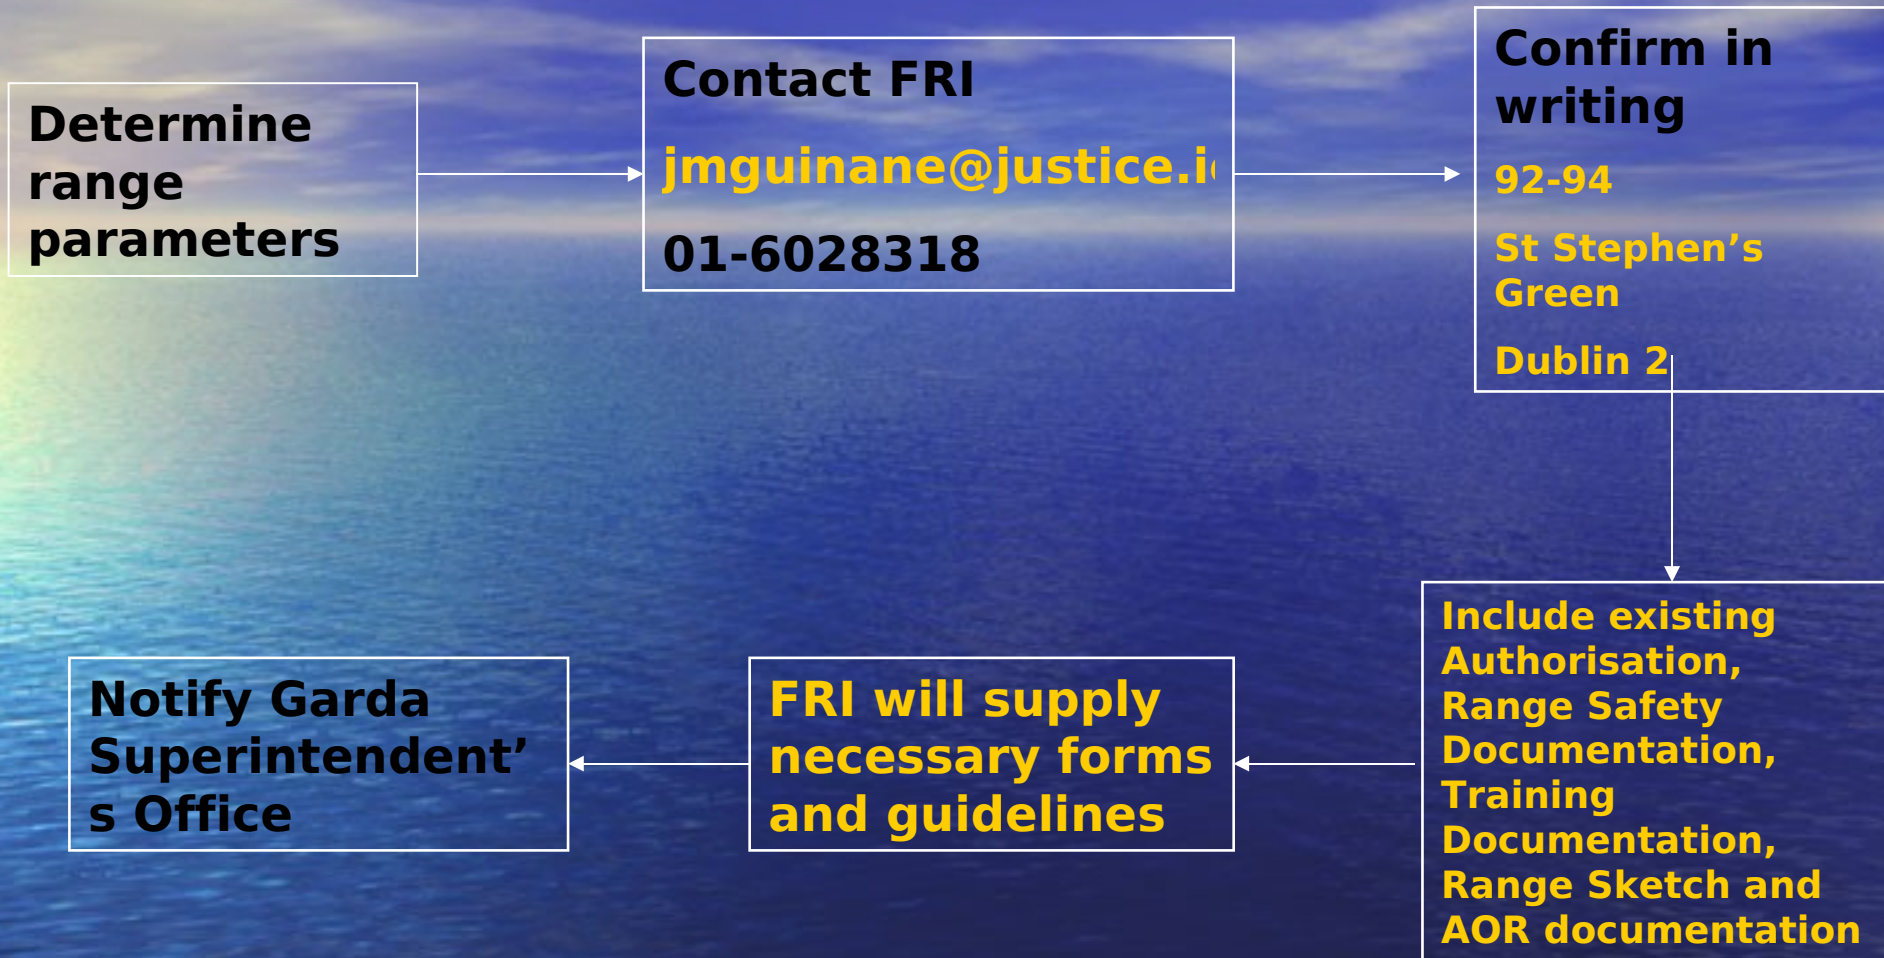 Determine
range
parameters
Contact FRI
jmguinane@justice.i
01-6028318
Confirm in
writing
92-94
St Stephen’s
Green
Dublin 2
Include existing
Authorisation,
Range Safety
Documentation,
Training
Documentation,
Range Sketch and
AOR documentation
FRI will supply
necessary forms
and guidelines
Notify Garda
Superintendent’
s Office